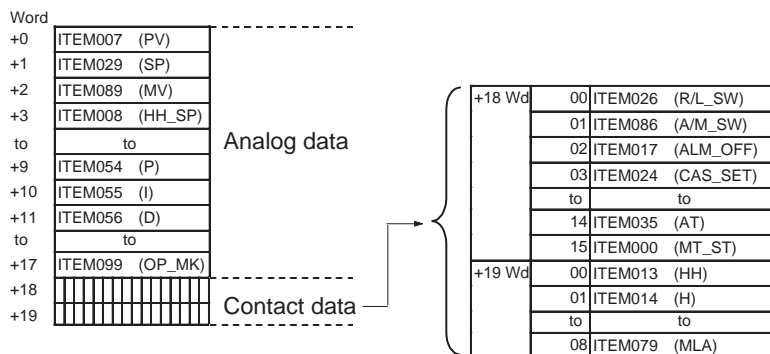 Word
+0 ITEM007 (PV)
+1 ITEM029 (SP)
+2 ITEM089 (MV)
+3 ITEM008 (HH_SP)
to to
+9 ITEM054 (P)
+10 ITEM055 (I)
+11 ITEM056 (D)
to to
+17 ITEM099 (OP_MK)
+18
+19
Analog data
Contact data
+18 Wd 00 ITEM026 (R/L_SW)
01 ITEM086 (A/M_SW)
02 ITEM017 (ALM_OFF)
03 ITEM024 (CAS_SET)
to to
14 ITEM035 (AT)
15 ITEM000 (MT_ST)
+19 Wd 00 ITEM013 (HH)
01 ITEM014 (H)
to to
08 ITEM079 (MLA)